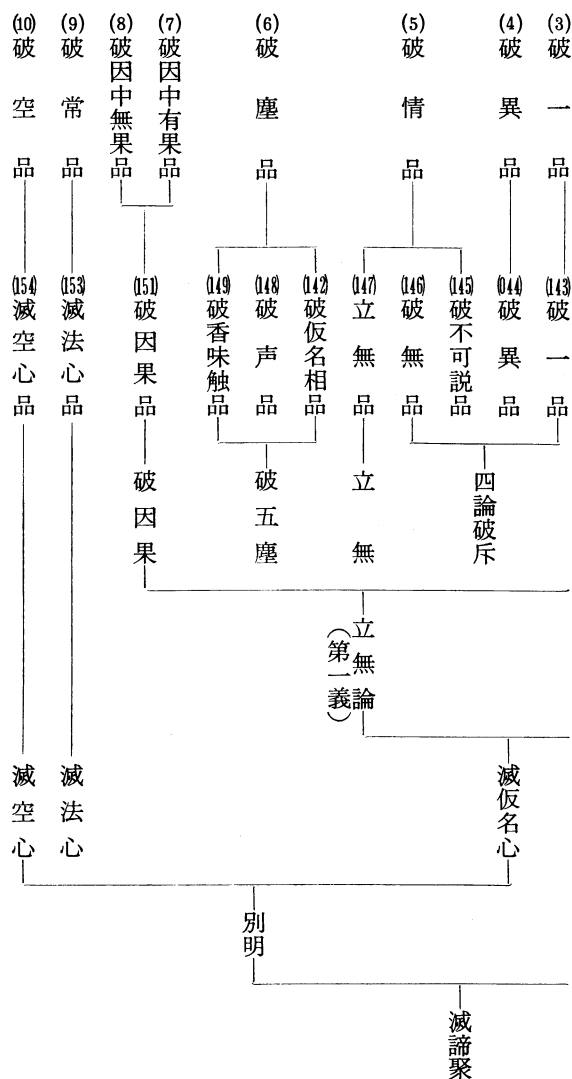 (3)破一品
(4)破異品
(5)破情品
(6)破塵品
(7)破因中有果品
(8)破因中無果品
(9)破常品
(10)破空品
(143)破一品
(044)破異品
(145)破不可説品
(146)破無品
(147)立無品
(142)破仮名相品
(148)破声品
(149)破香味触品
(151)破因果品
(153)滅法心品
(154)滅空心品
四論破斥
立無
破五塵
破因果
立無論
(第一義)
滅仮名心
滅法心
滅空心
別明
滅諦聚